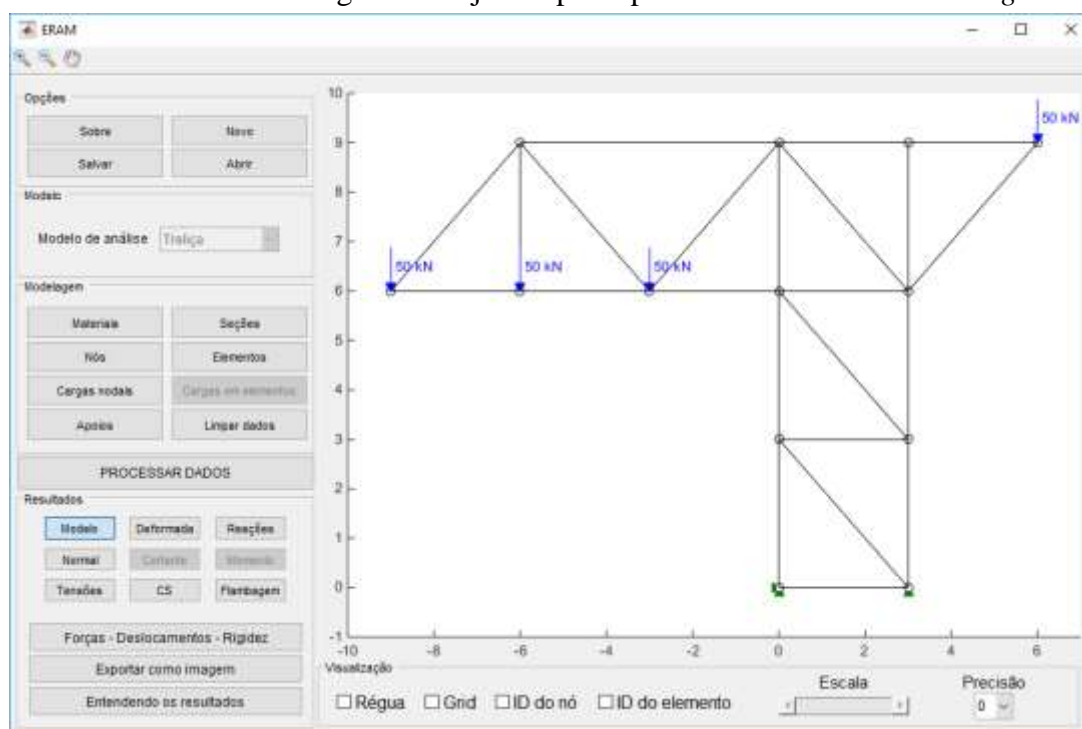 ERAM
Opções
Sobre Novo
Salvar Abrir
Modelo
Modelo de análise Treliça
Modelagem
Materiais Seções
Nós Elementos
Cargas nodais Cargas em elementos
Apoios Limpar dados
PROCESSAR DADOS
Resultados
Modelo Deformada Reações
Normal Cortante Momento
Tensões CS Flambagem
Forças - Deslocamentos - Rigidez
Exportar como imagem
Entendendo os resultados
10
9
8
7
6
5
4
3
2
1
0
-1
-10 -8 -6 -4 -2 0 2 4 6
50 kN
50 kN
50 kN
50 kN
Visualização
Régua Grid ID do nó ID do elemento
Escala
Precisão
0